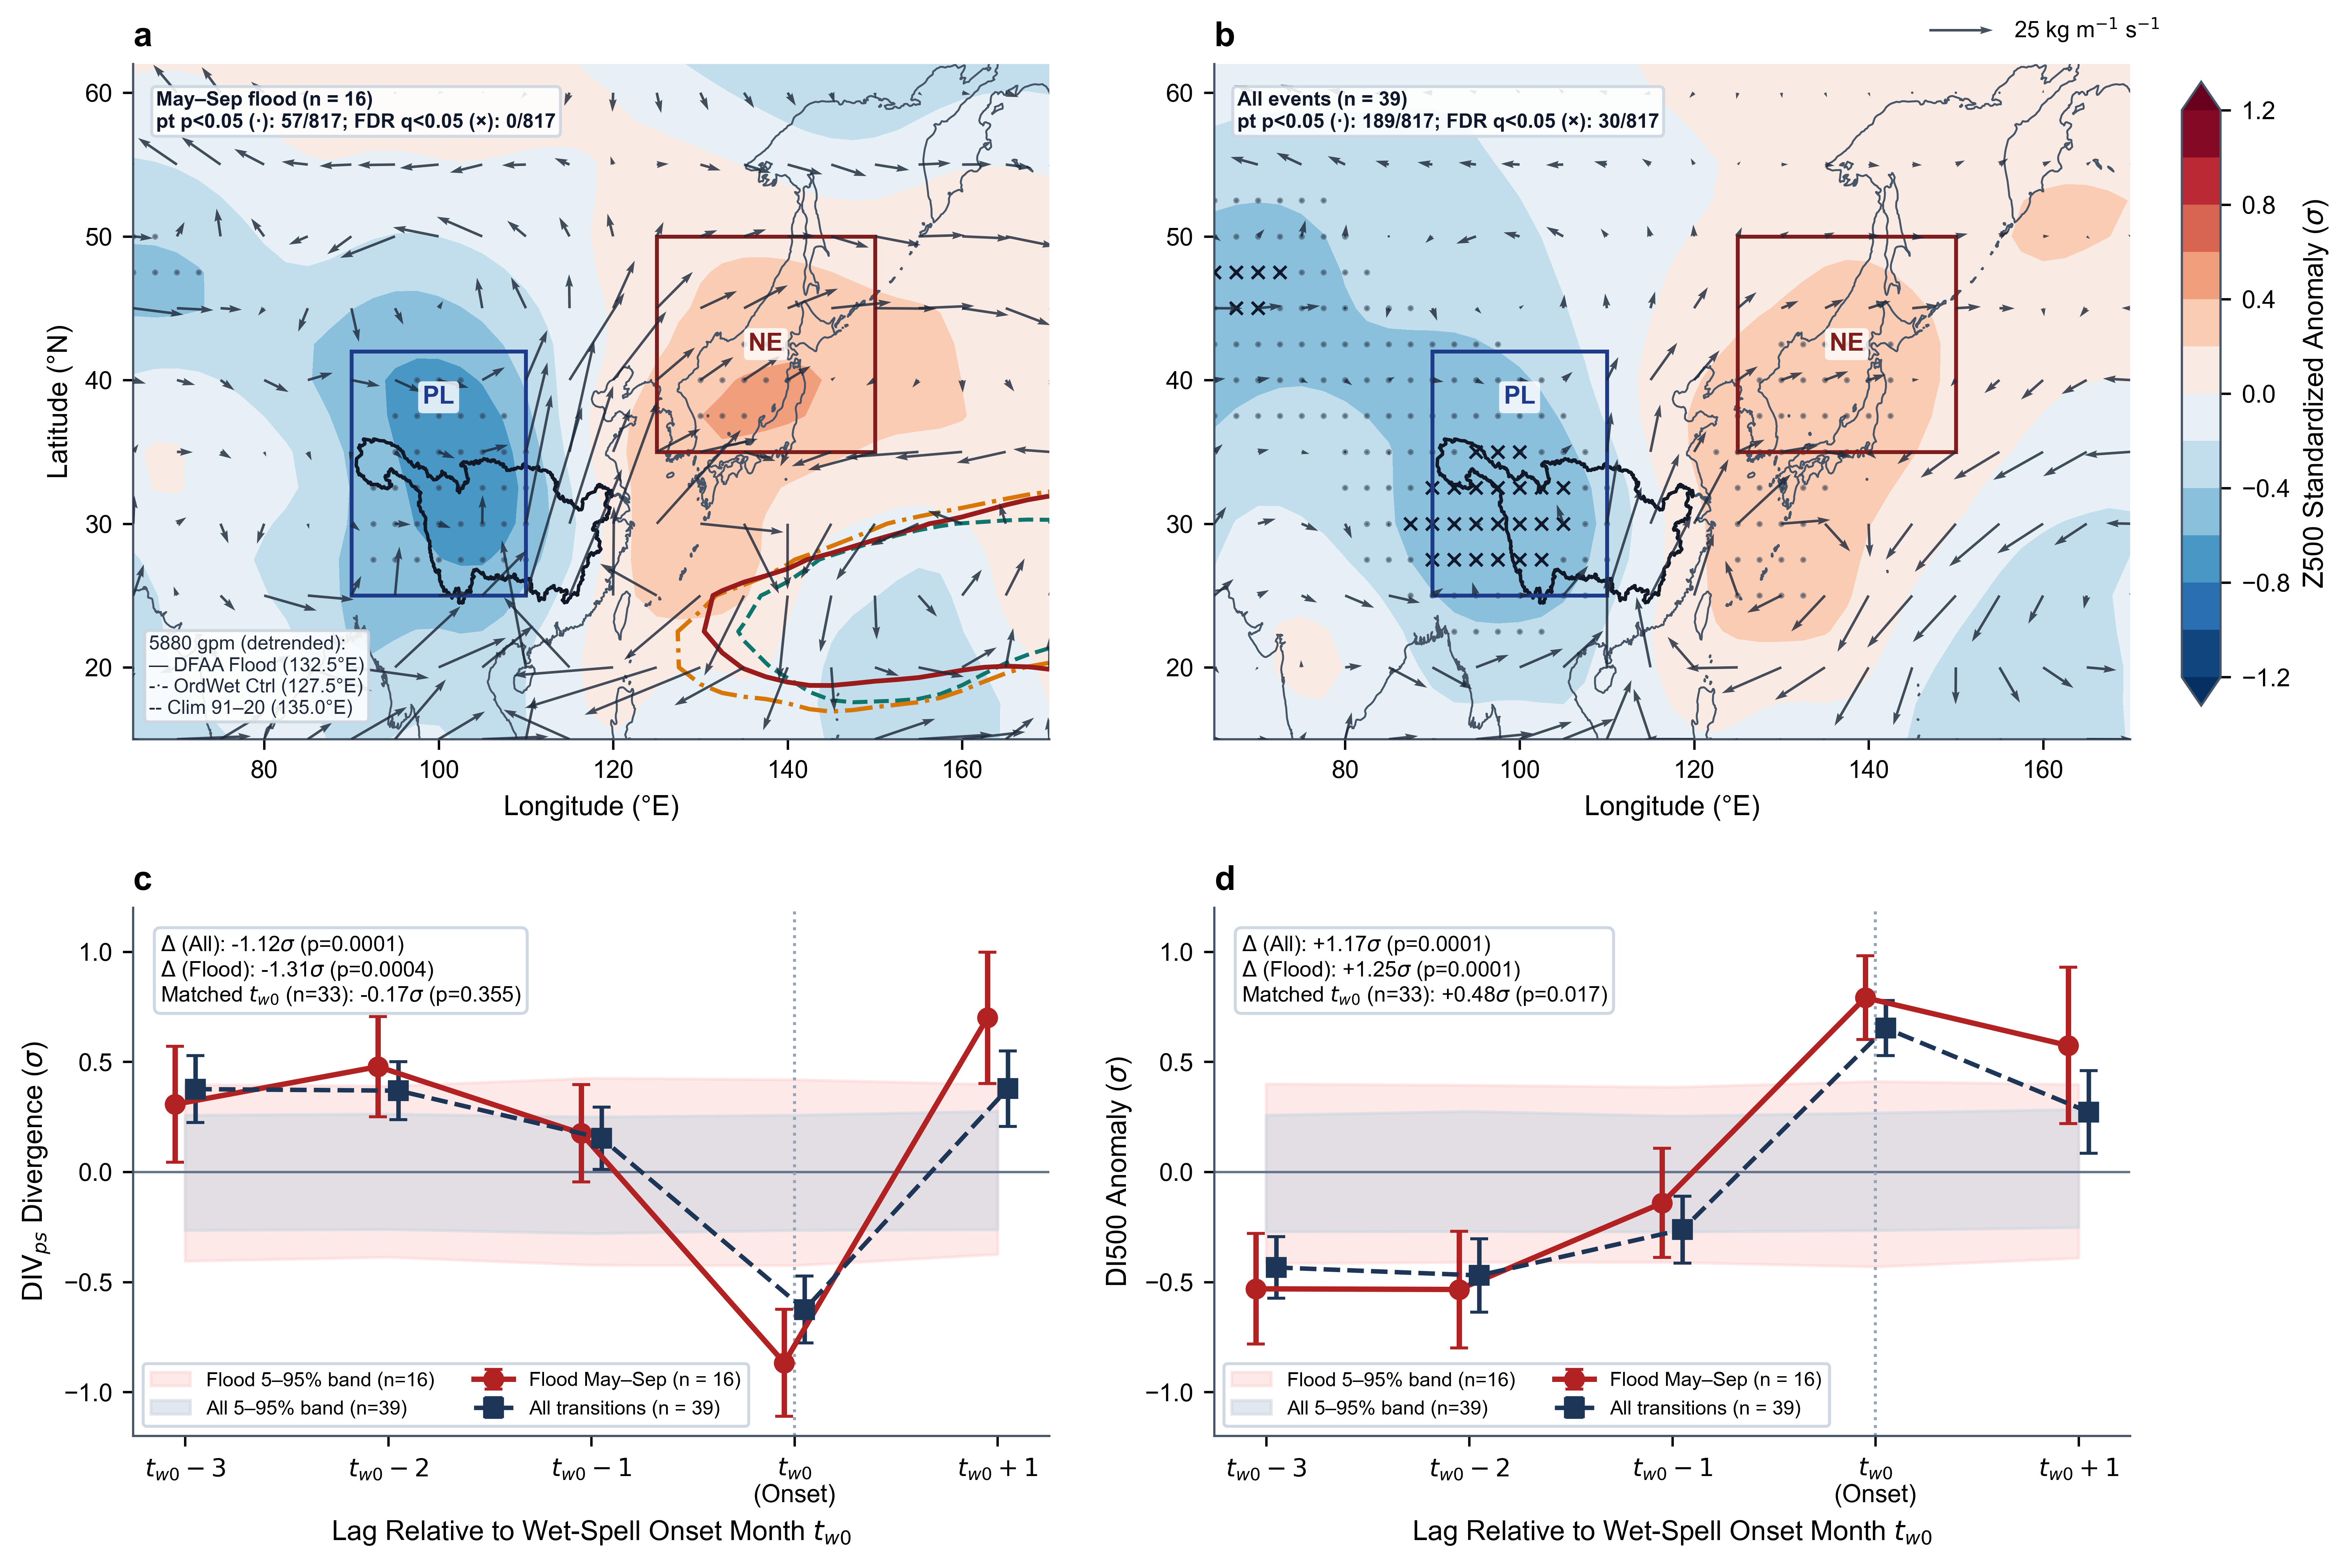 a
b
25 kg m⁻¹ s⁻¹
May–Sep flood (n = 16)
pt p<0.05 (·): 57/817; FDR q<0.05 (×): 0/817
PL
NE
5880 gpm (detrended):
— DFAA Flood (132.5°E)
-·- OrdWet Ctrl (127.5°E)
-- Clim 91–20 (135.0°E)
60
50
40
30
20
Latitude (°N)
80
100
120
140
160
Longitude (°E)
All events (n = 39)
pt p<0.05 (·): 189/817; FDR q<0.05 (×): 30/817
PL
NE
60
50
40
30
20
80
100
120
140
160
Longitude (°E)
1.2
0.8
0.4
0.0
−0.4
−0.8
−1.2
Z500 Standardized Anomaly (σ)
c
Δ (All): -1.12σ (p=0.0001)
Δ (Flood): -1.31σ (p=0.0004)
Matched t_w0 (n=33): -0.17σ (p=0.355)
1.0
0.5
0.0
−0.5
−1.0
DIV_ps Divergence (σ)
Flood 5–95% band (n=16)
All 5–95% band (n=39)
Flood May–Sep (n = 16)
All transitions (n = 39)
t_w0 − 3
t_w0 − 2
t_w0 − 1
t_w0
(Onset)
t_w0 + 1
Lag Relative to Wet-Spell Onset Month t_w0
d
Δ (All): +1.17σ (p=0.0001)
Δ (Flood): +1.25σ (p=0.0001)
Matched t_w0 (n=33): +0.48σ (p=0.017)
1.0
0.5
0.0
−0.5
−1.0
DI500 Anomaly (σ)
Flood 5–95% band (n=16)
All 5–95% band (n=39)
Flood May–Sep (n = 16)
All transitions (n = 39)
t_w0 − 3
t_w0 − 2
t_w0 − 1
t_w0
(Onset)
t_w0 + 1
Lag Relative to Wet-Spell Onset Month t_w0